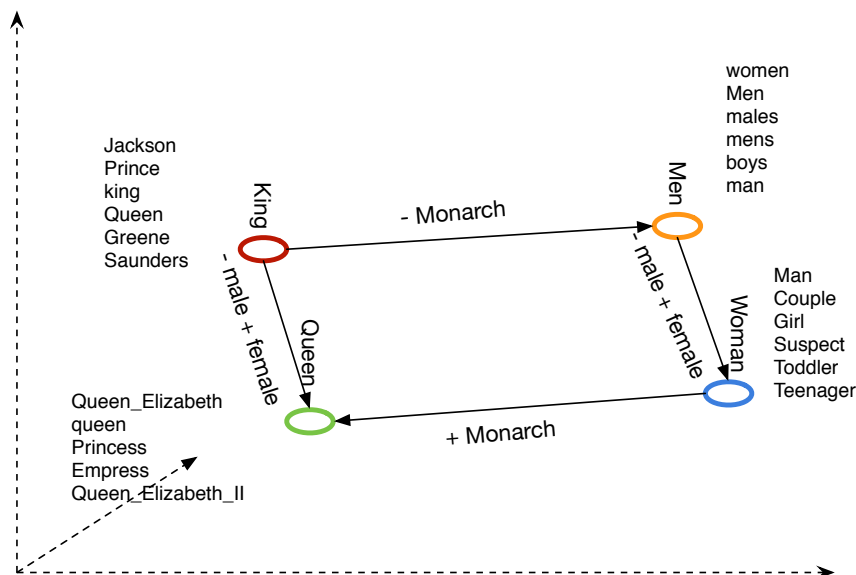 women
Men
males
mens
boys
man
Jackson
Prince
king
Queen
Greene
Saunders
King
Men
- Monarch
- male + female
- male + female
Queen
Woman
Man
Couple
Girl
Suspect
Toddler
Teenager
+ Monarch
Queen_Elizabeth
queen
Princess
Empress
Queen_Elizabeth_II